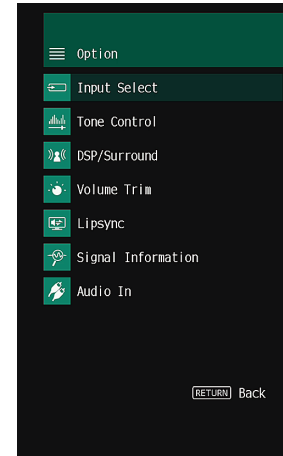 Option
Input Select
Tone Control
DSP/Surround
Volume Trim
Lipsync
Signal Information
Audio In
RETURN Back